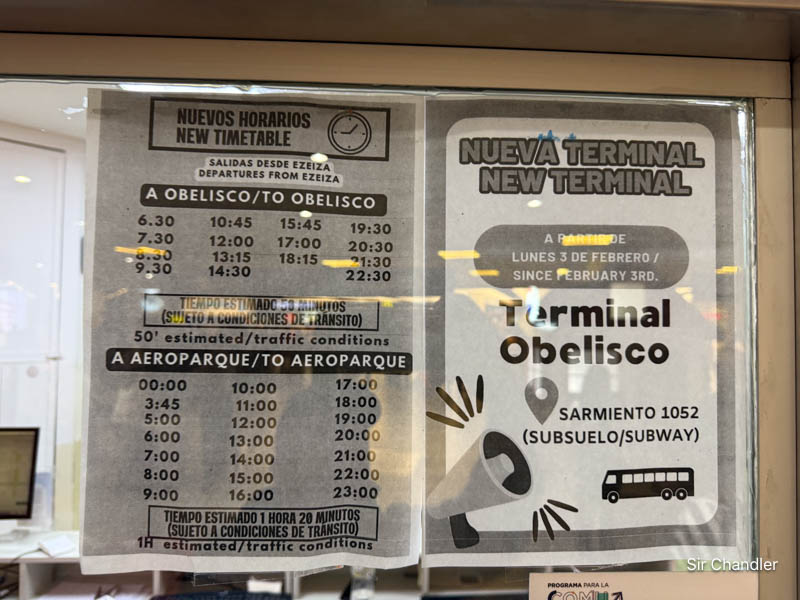 NUEVOS HORARIOS
NEW TIMETABLE
SALIDAS DESDE EZEIZA
DEPARTURES FROM EZEIZA
A OBELISCO/TO OBELISCO
6.30 10:45 15:45 19:30
7.30 12:00 17:00 20:30
8.30 13:15 18:15 21:30
9.30 14:30 22:30
TIEMPO ESTIMADO 50 MINUTOS
(SUJETO A CONDICIONES DE TRÁNSITO)
50' estimated/traffic conditions
A AEROPARQUE/TO AEROPARQUE
00:00 10:00 17:00
3:45 11:00 18:00
5:00 12:00 19:00
6:00 13:00 20:00
7:00 14:00 21:00
8:00 15:00 22:00
9:00 16:00 23:00
TIEMPO ESTIMADO 1 HORA 20 MINUTOS
(SUJETO A CONDICIONES DE TRÁNSITO)
1H estimated/traffic conditions
NUEVA TERMINAL
NEW TERMINAL
A PARTIR DE
LUNES 3 DE FEBRERO /
SINCE FEBRUARY 3RD.
Terminal
Obelisco
SARMIENTO 1052
(SUBSUELO/SUBWAY)
PROGRAMA PARA LA
Sir Chandler